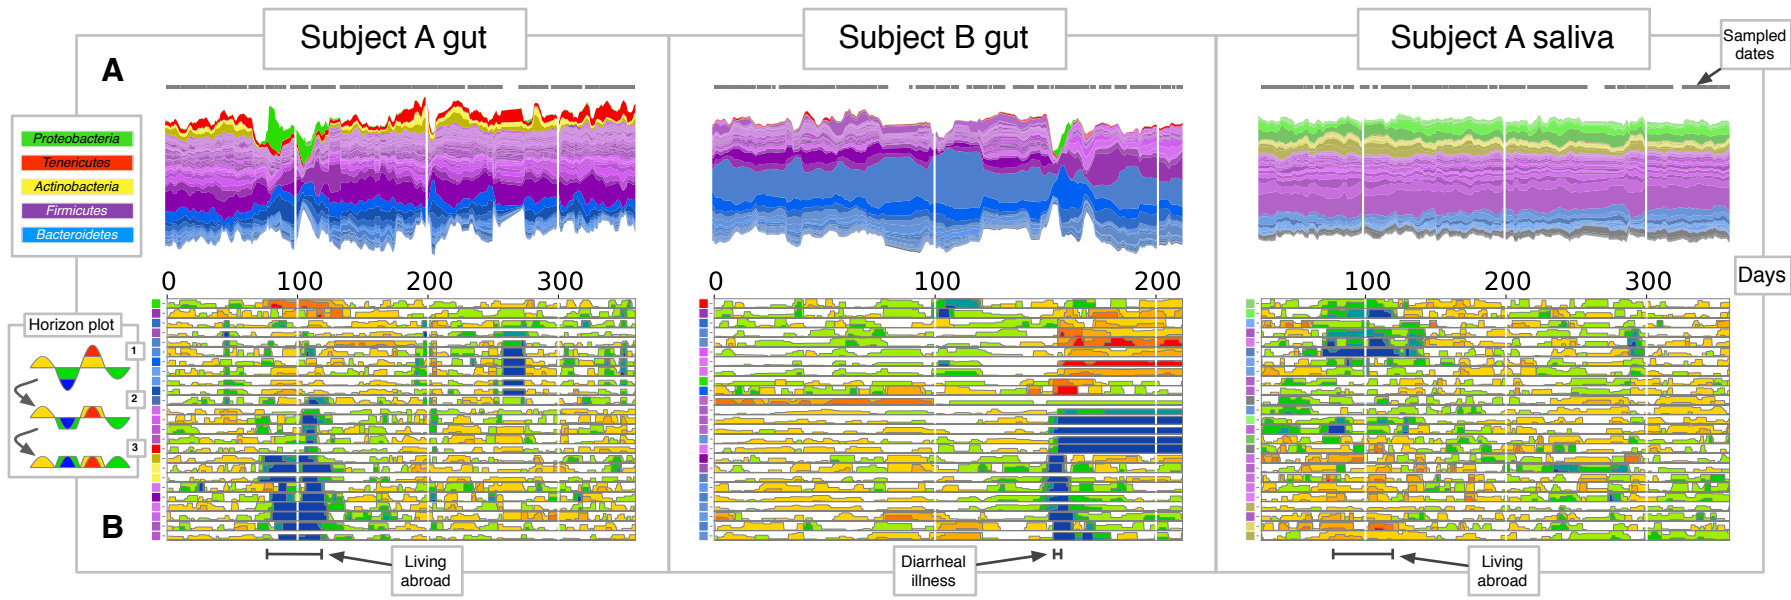 Subject A gut
Subject B gut
Subject A saliva
Sampled
dates
A
Proteobacteria
Tenericutes
Actinobacteria
Firmicutes
Bacteroidetes
0 100 200 300
0 100 200
100 200 300
Days
Horizon plot
1
2
3
B
Living
abroad
Diarrheal
illness
Living
abroad